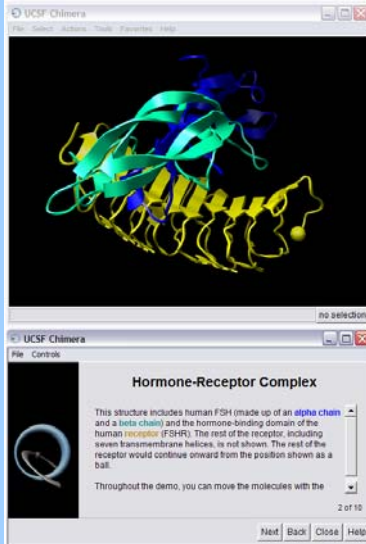 UCSF Chimera
File Select Actions Tools Favorites Help
no selection
UCSF Chimera
File Controls
Hormone-Receptor Complex
This structure includes human FSH (made up of an alpha chain
and a beta chain) and the hormone-binding domain of the
human receptor (FSHR). The rest of the receptor, including
seven transmembrane helices, is not shown. The rest of the
receptor would continue onward from the position shown as a
ball.
Throughout the demo, you can move the molecules with the
2 of 10
Next Back Close Help